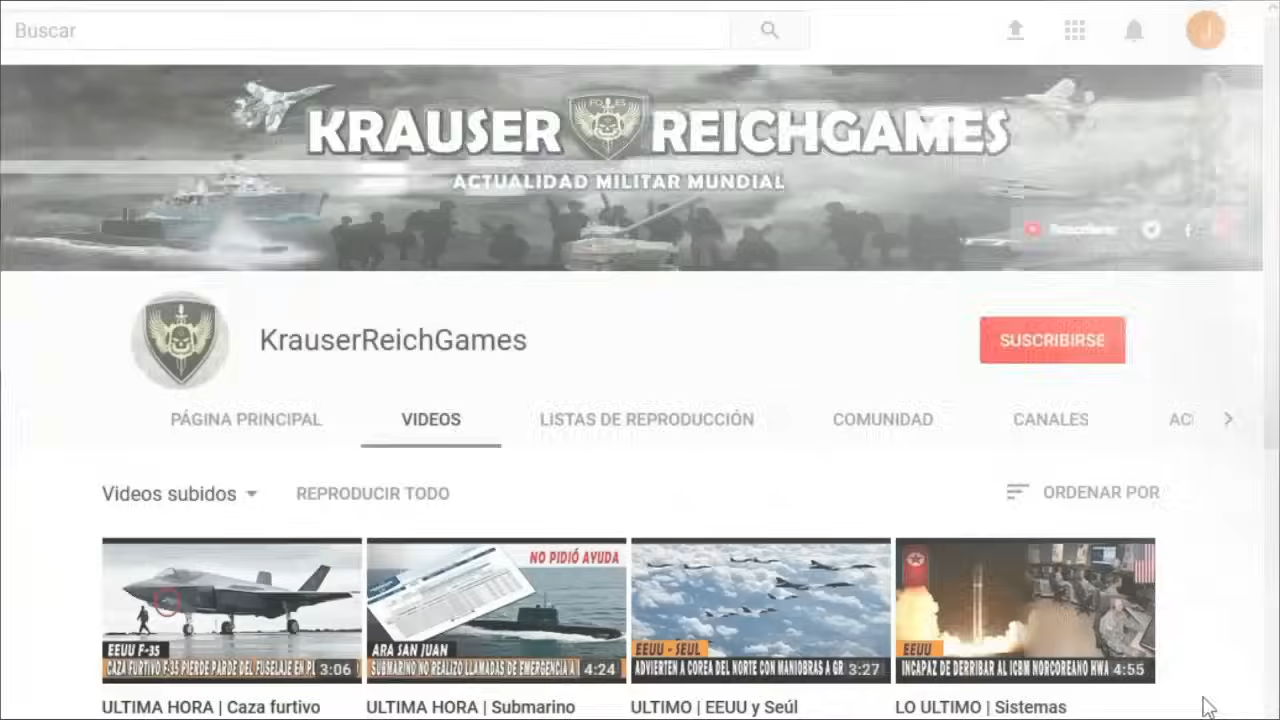 Buscar
J
KRAUSER REICHGAMES
ACTUALIDAD MILITAR MUNDIAL
KrauserReichGames
SUSCRIBIRSE
PÁGINA PRINCIPAL
VIDEOS
LISTAS DE REPRODUCCIÓN
COMUNIDAD
CANALES
Videos subidos
REPRODUCIR TODO
ORDENAR POR
EEUU F-35
CAZA FURTIVO F-35 PIERDE PARDE DEL FUSELAJE EN
3:06
NO PIDIÓ AYUDA
ARA SAN JUAN
SUBMARINO NO REALIZO LLAMADAS DE EMERGENCIA A
4:24
EEUU - SEUL
ADVIERTEN A COREA DEL NORTE CON MANIOBRAS A GR
3:27
EEUU
INCAPAZ DE DERRIBAR AL ICBM NORCOREANO HWA
4:55
ULTIMA HORA | Caza furtivo
ULTIMA HORA | Submarino
ULTIMO | EEUU y Seúl
LO ULTIMO | Sistemas